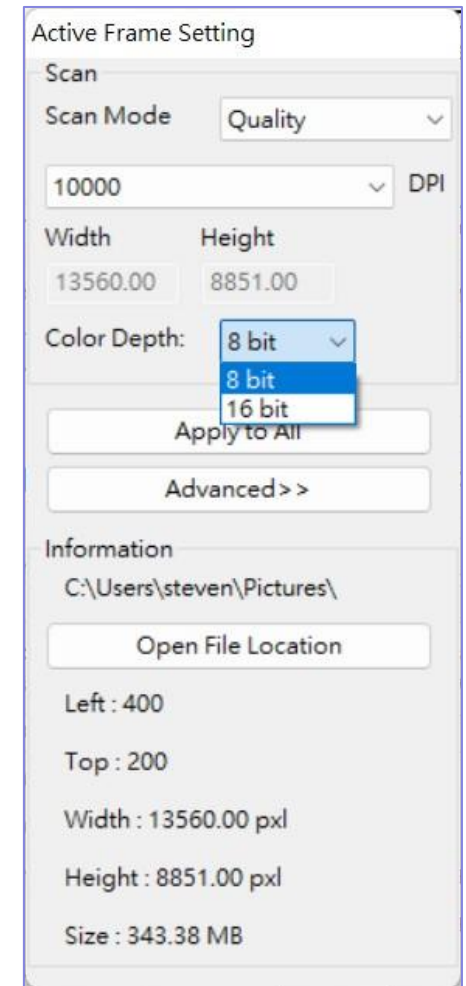 Active Frame Setting
Scan
Scan Mode Quality
10000 DPI
Width Height
13560.00 8851.00
Color Depth: 8 bit
8 bit
16 bit
Apply to All
Advanced>>
Information
C:\Users\steven\Pictures\
Open File Location
Left : 400
Top : 200
Width : 13560.00 pxl
Height : 8851.00 pxl
Size : 343.38 MB